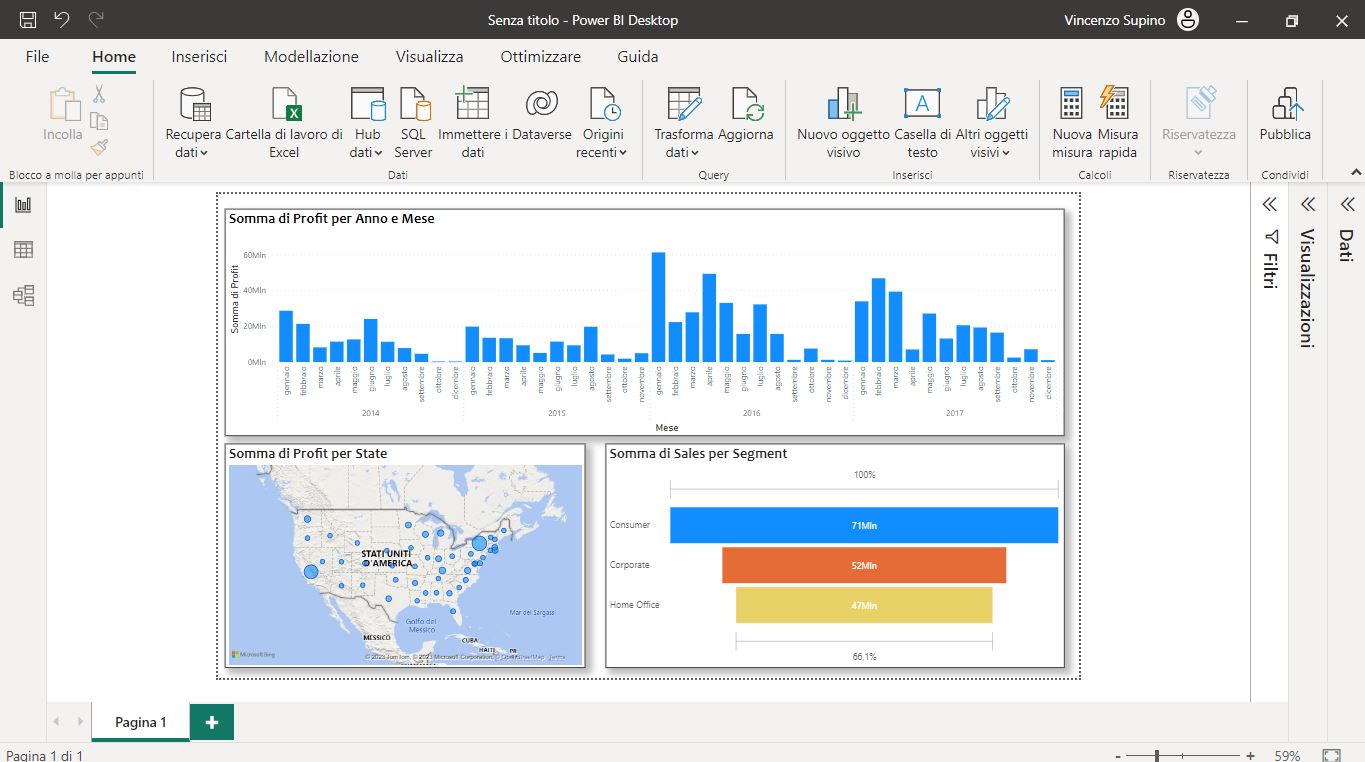 Senza titolo - Power BI Desktop
Vincenzo Supino
File Home Inserisci Modellazione Visualizza Ottimizzare Guida
Incolla
Recupera dati
Cartella di lavoro di Excel
Hub dati
SQL Server
Immettere i dati
Dataverse
Origini recenti
Trasforma dati
Aggiorna
Nuovo oggetto visivo
Casella di testo
Altri oggetti visivi
Nuova misura
Misura rapida
Riservatezza
Pubblica
Blocco a molla per appunti
Dati
Query
Inserisci
Calcoli
Riservatezza
Condividi
Somma di Profit per Anno e Mese
Somma di Profit
60Mln
40Mln
20Mln
0Mln
gennaio febbraio marzo aprile maggio giugno luglio agosto settembre ottobre dicembre
gennaio febbraio marzo aprile maggio giugno luglio agosto settembre ottobre novembre
gennaio febbraio marzo aprile maggio giugno luglio agosto settembre ottobre novembre dicembre
gennaio febbraio marzo aprile maggio giugno luglio agosto settembre ottobre novembre dicembre
2014 2015 2016 2017
Mese
Somma di Profit per State
STATI UNITI
D'AMERICA
Mar dei Sargassi
Golfo del
Messico
MESSICO
CUBA
HAITI
PR
Microsoft Bing
© 2023 TomTom, © 2023 Microsoft Corporation, © OpenStreetMap Terms
Somma di Sales per Segment
100%
Consumer 71Mln
Corporate 52Mln
Home Office 47Mln
66,1%
Filtri
Visualizzazioni
Dati
Pagina 1
Pagina 1 di 1
- + 59%